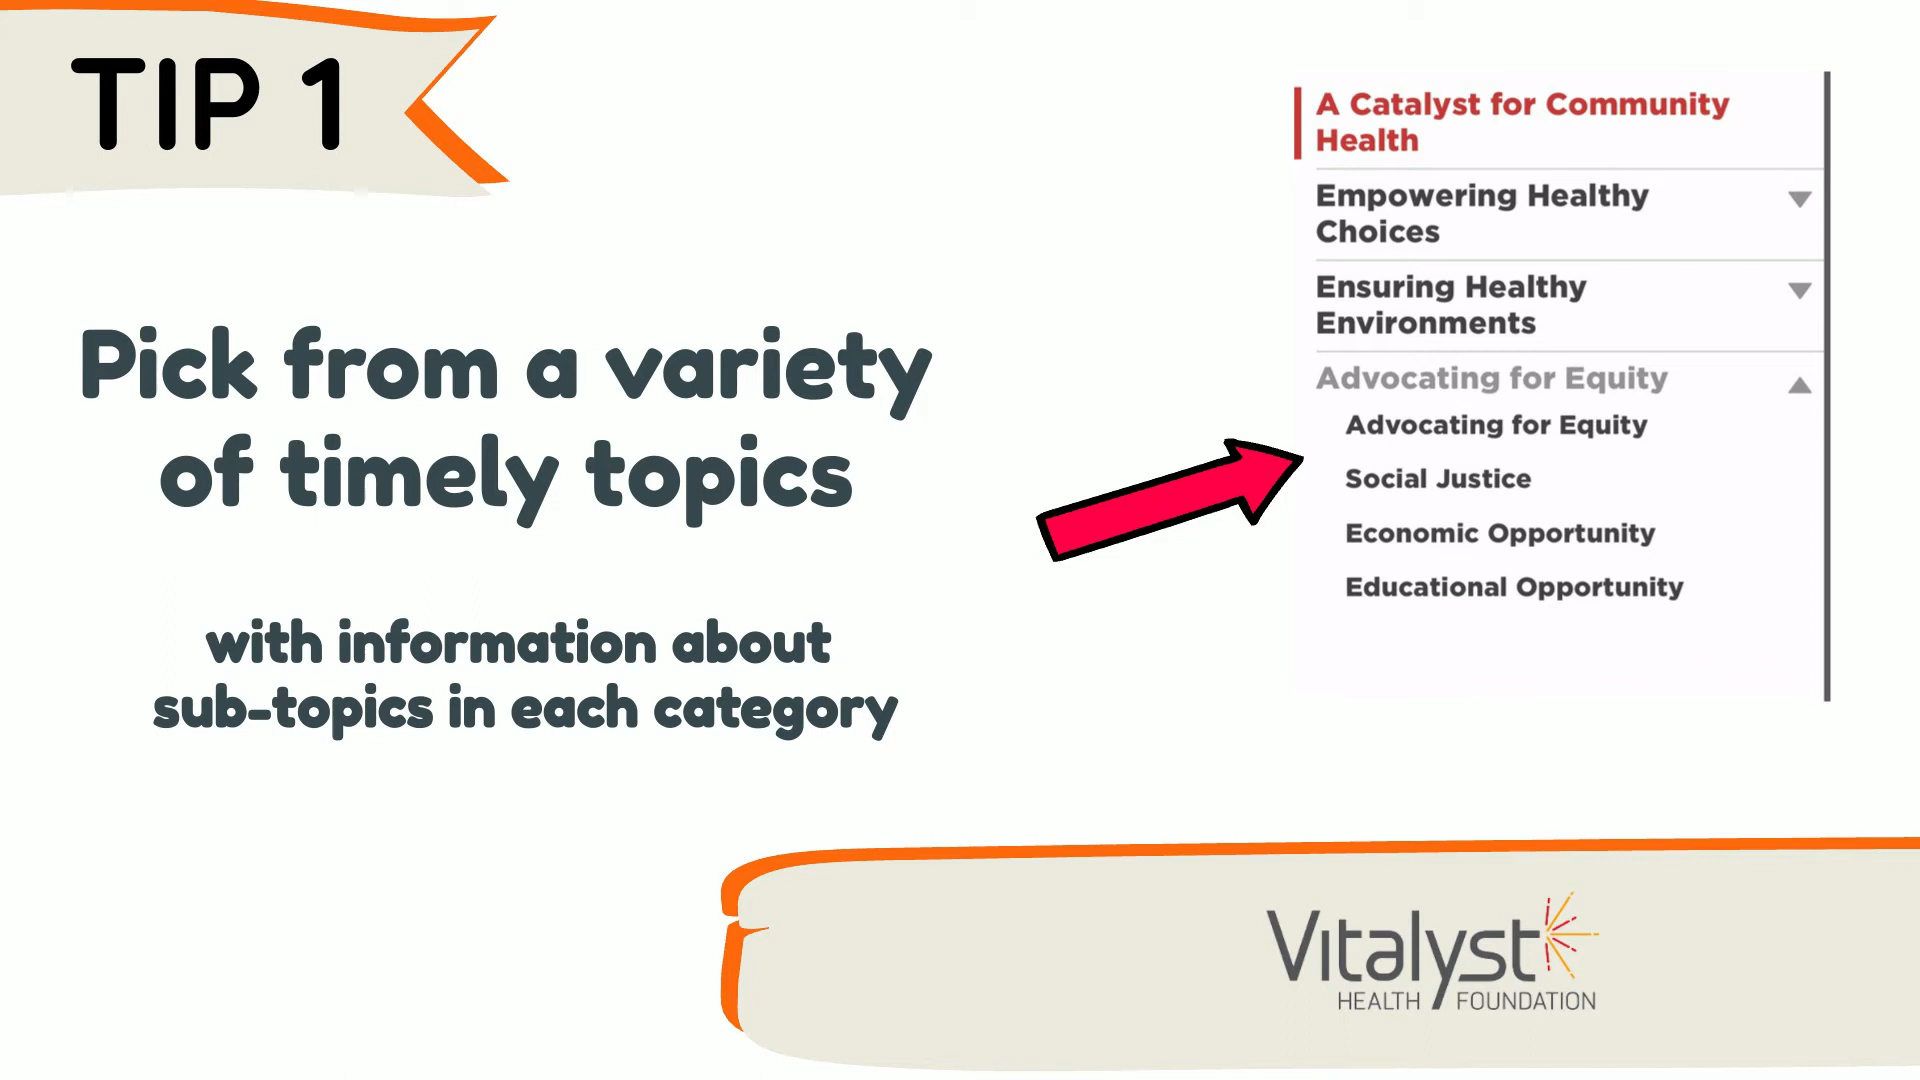 TIP 1
Pick from a variety
of timely topics
with information about
sub-topics in each category
A Catalyst for Community
Health
Empowering Healthy
Choices
Ensuring Healthy
Environments
Advocating for Equity
Advocating for Equity
Social Justice
Economic Opportunity
Educational Opportunity
Vitalyst
HEALTH FOUNDATION